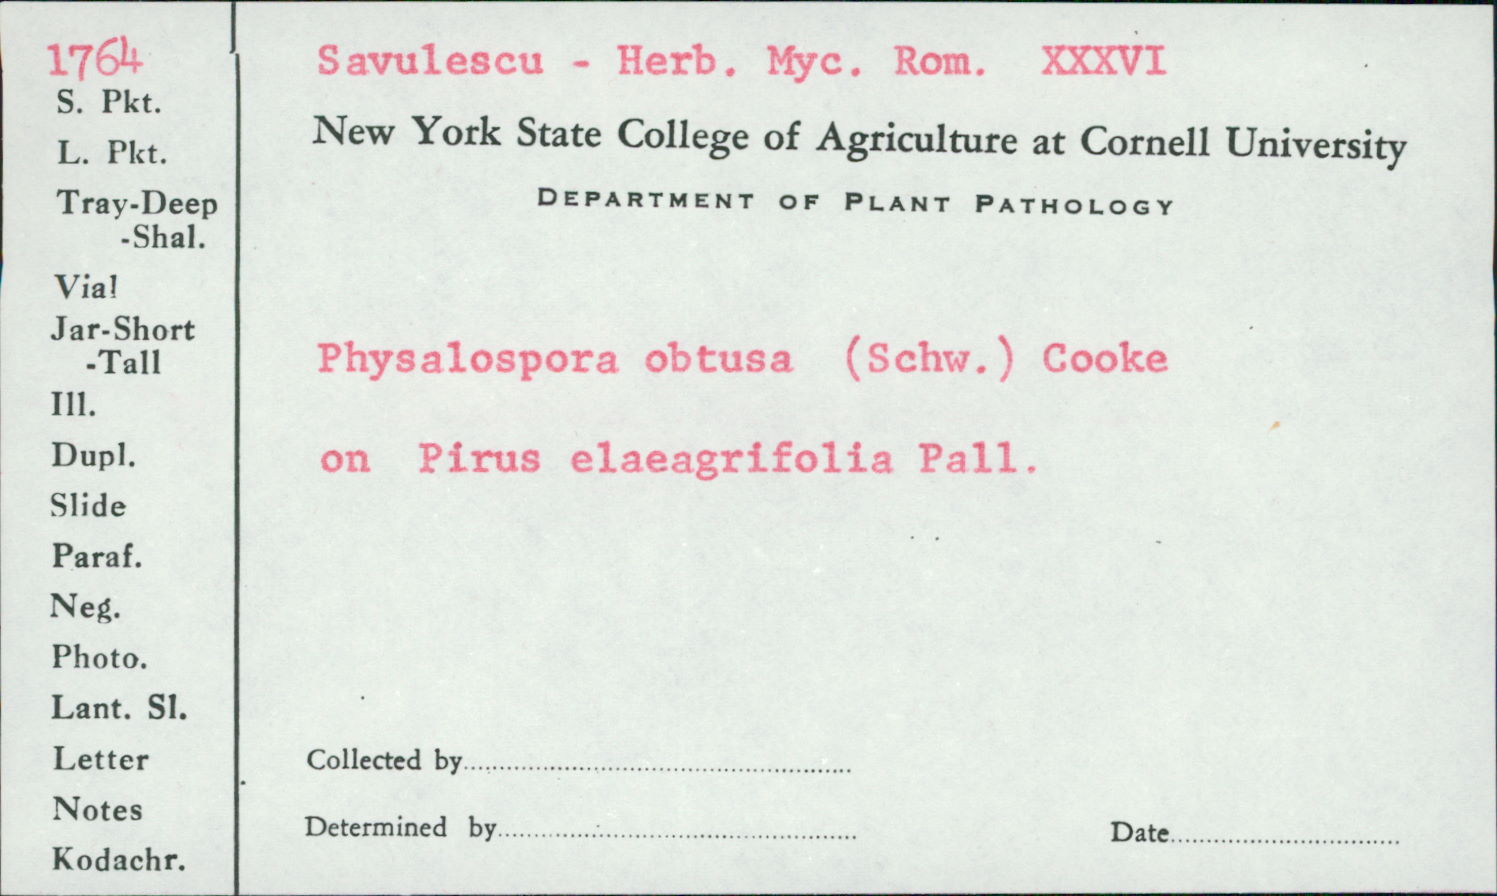 1764
S. Pkt.
L. Pkt.
Tray-Deep
-Shal.
Vial
Jar-Short
-Tall
Ill.
Dupl.
Slide
Paraf.
Neg.
Photo.
Lant. Sl.
Letter
Notes
Kodachr.
Savulescu - Herb. Myc. Rom. XXXVI
New York State College of Agriculture at Cornell University
DEPARTMENT OF PLANT PATHOLOGY
Physalospora obtusa (Schw.) Cooke
on Pirus elaeagrifolia Pall.
Collected by
Determined by
Date